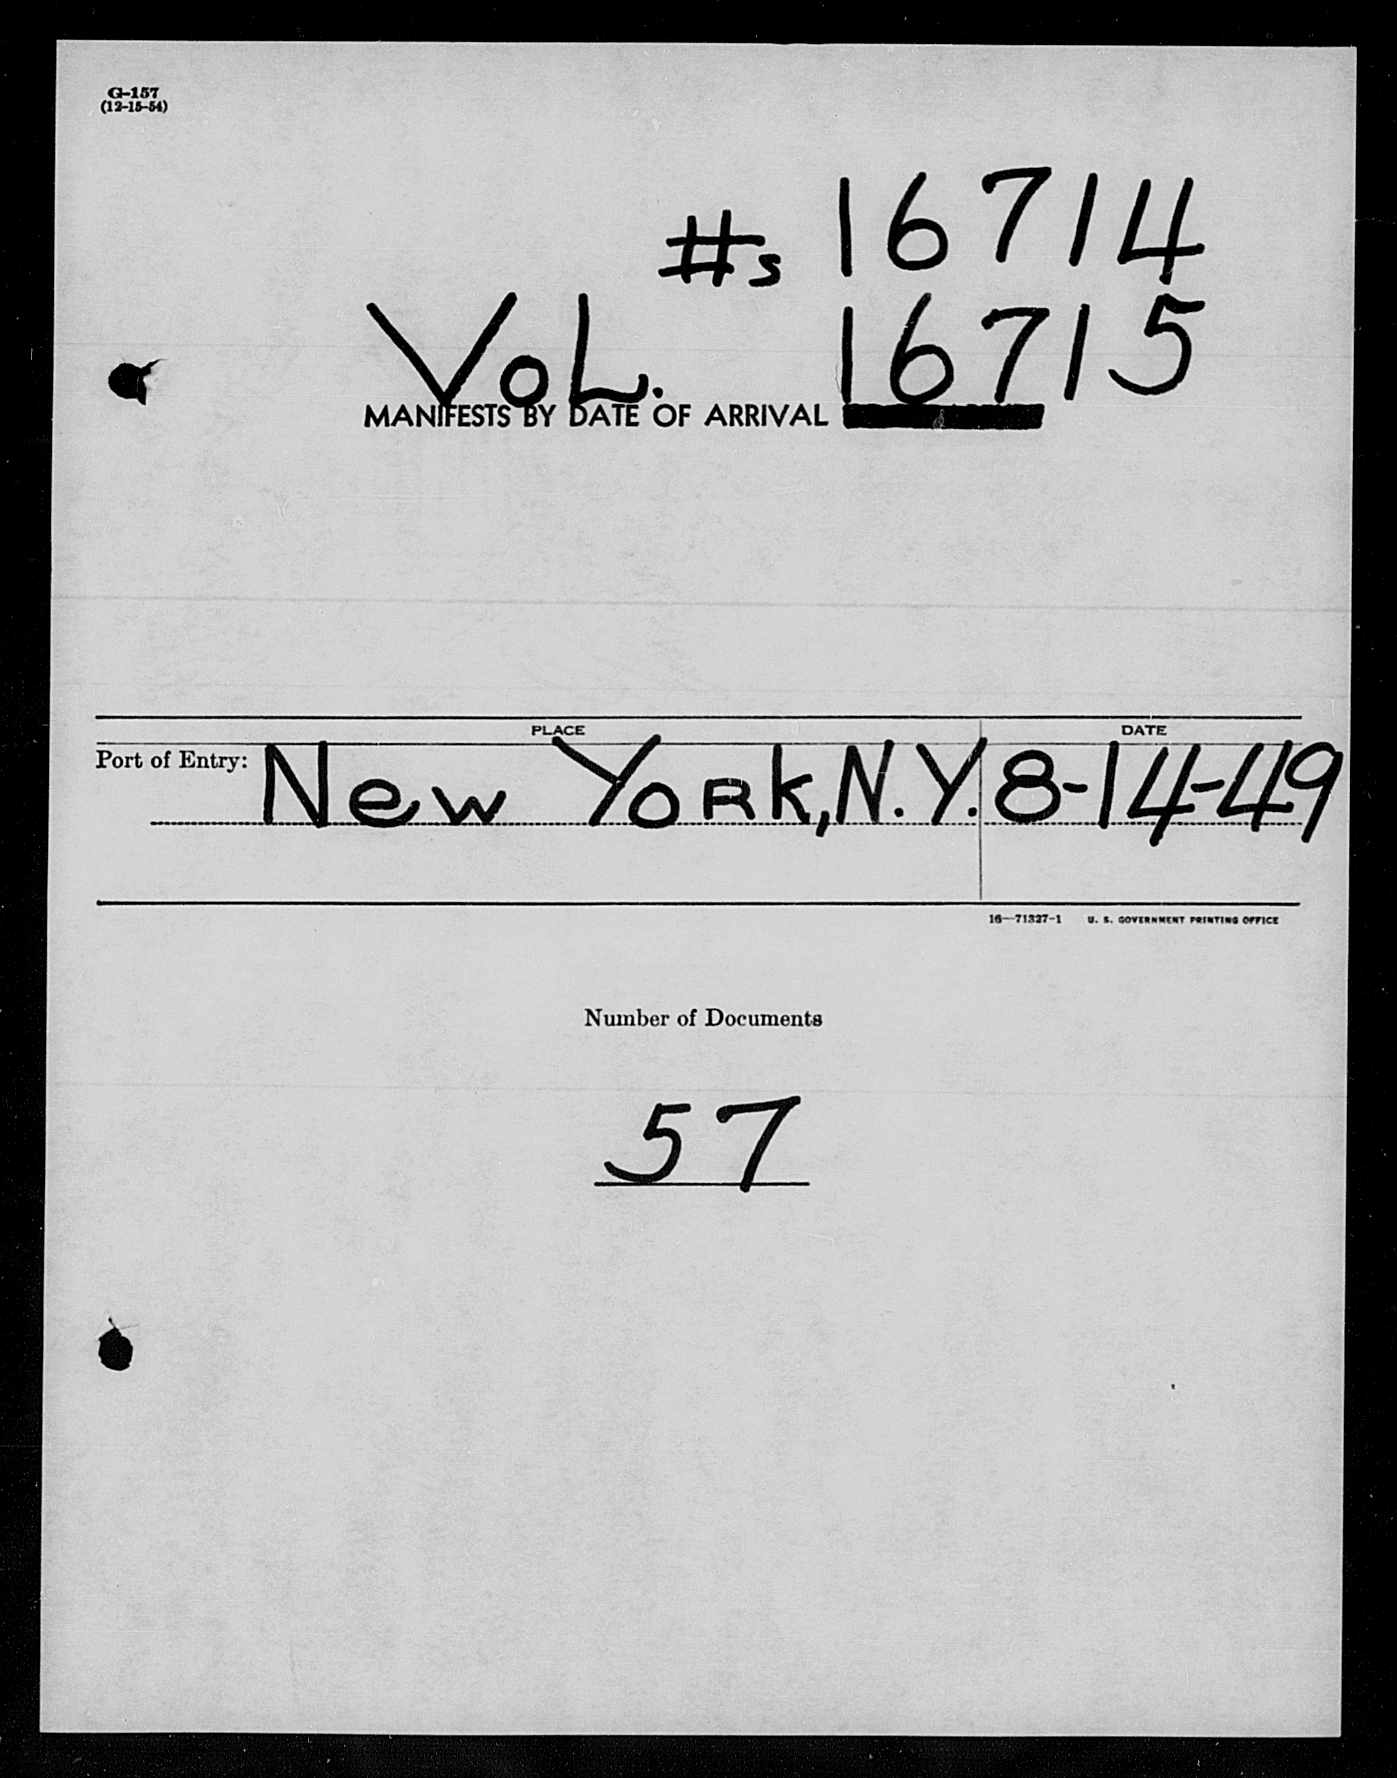 G-157
(12-15-54)
#s 16714
VoL. 16715
MANIFESTS BY DATE OF ARRIVAL
PLACE DATE
Port of Entry: New York, N.Y. 8-14-49
16—71327-1 U. S. GOVERNMENT PRINTING OFFICE
Number of Documents
57